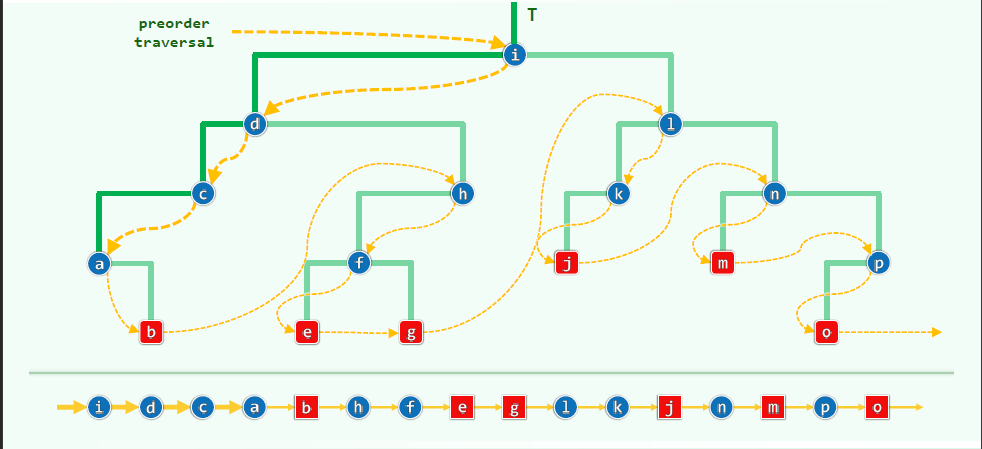 T
preorder
traversal
i
d l
c h k n
a f j m p
b e g o
i d c a b h f e g l k j n m p o